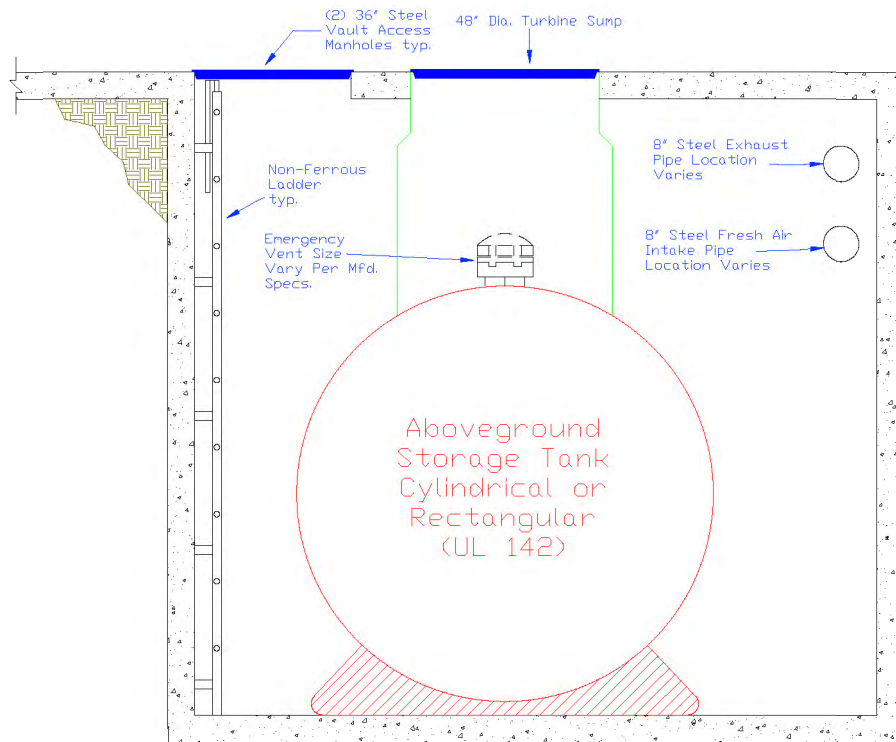 (2) 36" Steel
Vault Access
Manholes typ.
48" Dia. Turbine Sump
8" Steel Exhaust
Pipe Location
Varies
Non-Ferrous
Ladder
typ.
Emergency
Vent Size
Vary Per Mfd.
Specs.
8" Steel Fresh Air
Intake Pipe
Location Varies
Aboveground
Storage Tank
Cylindrical or
Rectangular
(UL 142)